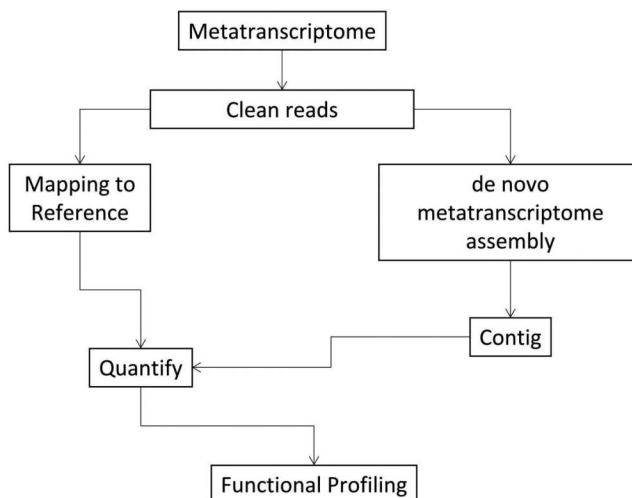 Metatranscriptome
Clean reads
Mapping to
Reference
de novo
metatranscriptome
assembly
Contig
Quantify
Functional Profiling